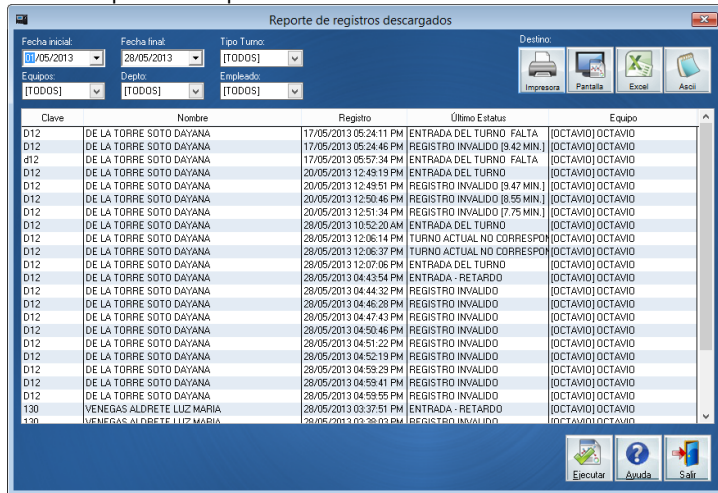 Reporte de registros descargados
Fecha inicial: Fecha final: Tipo Turno: Destino:
01/05/2013 28/05/2013 [TODOS]
Equipos: Depto: Empleado:
[TODOS] [TODOS] [TODOS]
Impresora Pantalla Excel Ascii
Clave Nombre Registro Último Estatus Equipo
D12 DE LA TORRE SOTO DAYANA 17/05/2013 05:24:11 PM ENTRADA DEL TURNO FALTA [OCTAVIO] OCTAVIO
D12 DE LA TORRE SOTO DAYANA 17/05/2013 05:24:46 PM REGISTRO INVALIDO [9.42 MIN.] [OCTAVIO] OCTAVIO
d12 DE LA TORRE SOTO DAYANA 17/05/2013 05:57:34 PM ENTRADA DEL TURNO FALTA [OCTAVIO] OCTAVIO
D12 DE LA TORRE SOTO DAYANA 20/05/2013 12:49:19 PM ENTRADA DEL TURNO [OCTAVIO] OCTAVIO
D12 DE LA TORRE SOTO DAYANA 20/05/2013 12:49:51 PM REGISTRO INVALIDO [9.47 MIN.] [OCTAVIO] OCTAVIO
D12 DE LA TORRE SOTO DAYANA 20/05/2013 12:50:46 PM REGISTRO INVALIDO [8.55 MIN.] [OCTAVIO] OCTAVIO
D12 DE LA TORRE SOTO DAYANA 20/05/2013 12:51:34 PM REGISTRO INVALIDO [7.75 MIN.] [OCTAVIO] OCTAVIO
D12 DE LA TORRE SOTO DAYANA 28/05/2013 10:52:20 AM ENTRADA DEL TURNO [OCTAVIO] OCTAVIO
D12 DE LA TORRE SOTO DAYANA 28/05/2013 12:06:14 PM TURNO ACTUAL NO CORRESPON [OCTAVIO] OCTAVIO
D12 DE LA TORRE SOTO DAYANA 28/05/2013 12:06:37 PM TURNO ACTUAL NO CORRESPON [OCTAVIO] OCTAVIO
D12 DE LA TORRE SOTO DAYANA 28/05/2013 12:07:06 PM ENTRADA DEL TURNO [OCTAVIO] OCTAVIO
D12 DE LA TORRE SOTO DAYANA 28/05/2013 04:43:54 PM ENTRADA - RETARDO [OCTAVIO] OCTAVIO
D12 DE LA TORRE SOTO DAYANA 28/05/2013 04:44:32 PM REGISTRO INVALIDO [OCTAVIO] OCTAVIO
D12 DE LA TORRE SOTO DAYANA 28/05/2013 04:46:28 PM REGISTRO INVALIDO [OCTAVIO] OCTAVIO
D12 DE LA TORRE SOTO DAYANA 28/05/2013 04:47:43 PM REGISTRO INVALIDO [OCTAVIO] OCTAVIO
D12 DE LA TORRE SOTO DAYANA 28/05/2013 04:50:46 PM REGISTRO INVALIDO [OCTAVIO] OCTAVIO
D12 DE LA TORRE SOTO DAYANA 28/05/2013 04:51:22 PM REGISTRO INVALIDO [OCTAVIO] OCTAVIO
D12 DE LA TORRE SOTO DAYANA 28/05/2013 04:52:19 PM REGISTRO INVALIDO [OCTAVIO] OCTAVIO
D12 DE LA TORRE SOTO DAYANA 28/05/2013 04:59:29 PM REGISTRO INVALIDO [OCTAVIO] OCTAVIO
D12 DE LA TORRE SOTO DAYANA 28/05/2013 04:59:41 PM REGISTRO INVALIDO [OCTAVIO] OCTAVIO
D12 DE LA TORRE SOTO DAYANA 28/05/2013 04:59:55 PM REGISTRO INVALIDO [OCTAVIO] OCTAVIO
130 VENEGAS ALDRETE LUZ MARIA 28/05/2013 03:37:51 PM ENTRADA - RETARDO [OCTAVIO] OCTAVIO
130 VENEGAS ALDRETE LUZ MARIA 28/05/2013 03:38:03 PM REGISTRO INVALIDO [OCTAVIO] OCTAVIO
Ejecutar Ayuda Salir